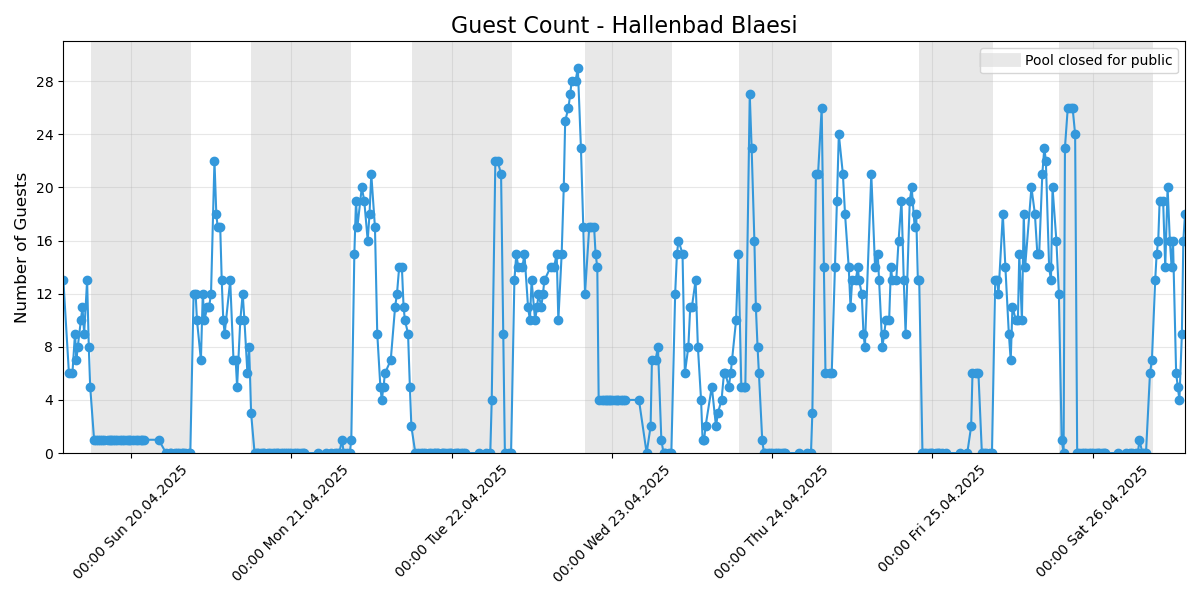 Guest Count - Hallenbad Blaesi
Pool closed for public
Number of Guests
28
24
20
16
12
8
4
0
00:00 Sun 20.04.2025
00:00 Mon 21.04.2025
00:00 Tue 22.04.2025
00:00 Wed 23.04.2025
00:00 Thu 24.04.2025
00:00 Fri 25.04.2025
00:00 Sat 26.04.2025